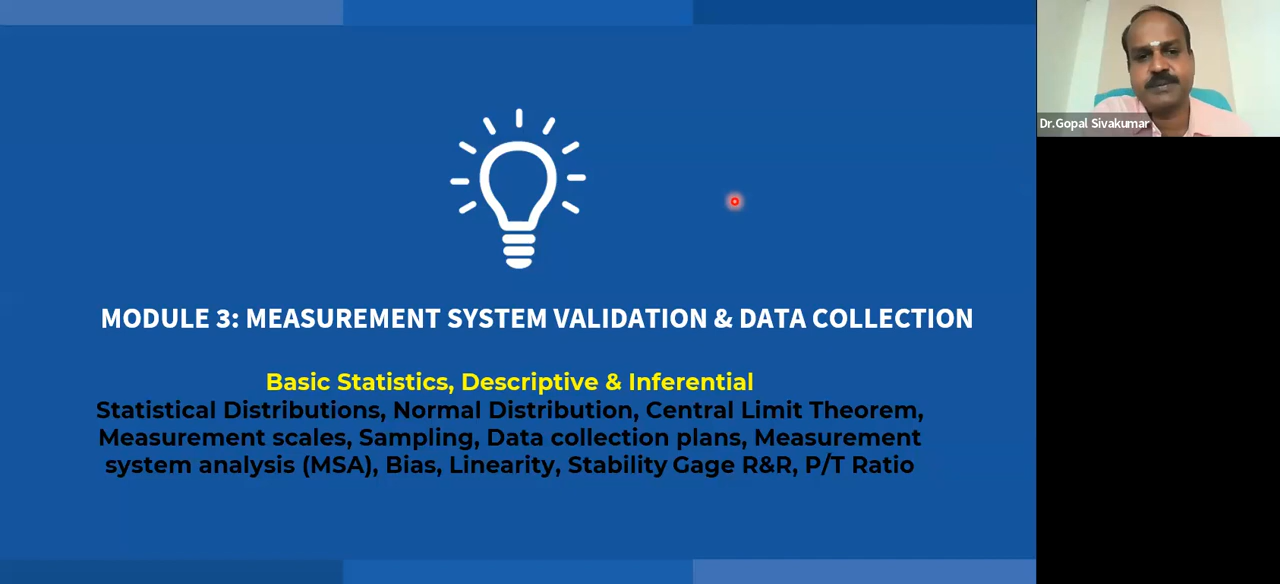 MODULE 3: MEASUREMENT SYSTEM VALIDATION & DATA COLLECTION
Basic Statistics, Descriptive & Inferential
Statistical Distributions, Normal Distribution, Central Limit Theorem,
Measurement scales, Sampling, Data collection plans, Measurement
system analysis (MSA), Bias, Linearity, Stability Gage R&R, P/T Ratio
Dr.Gopal Sivakumar